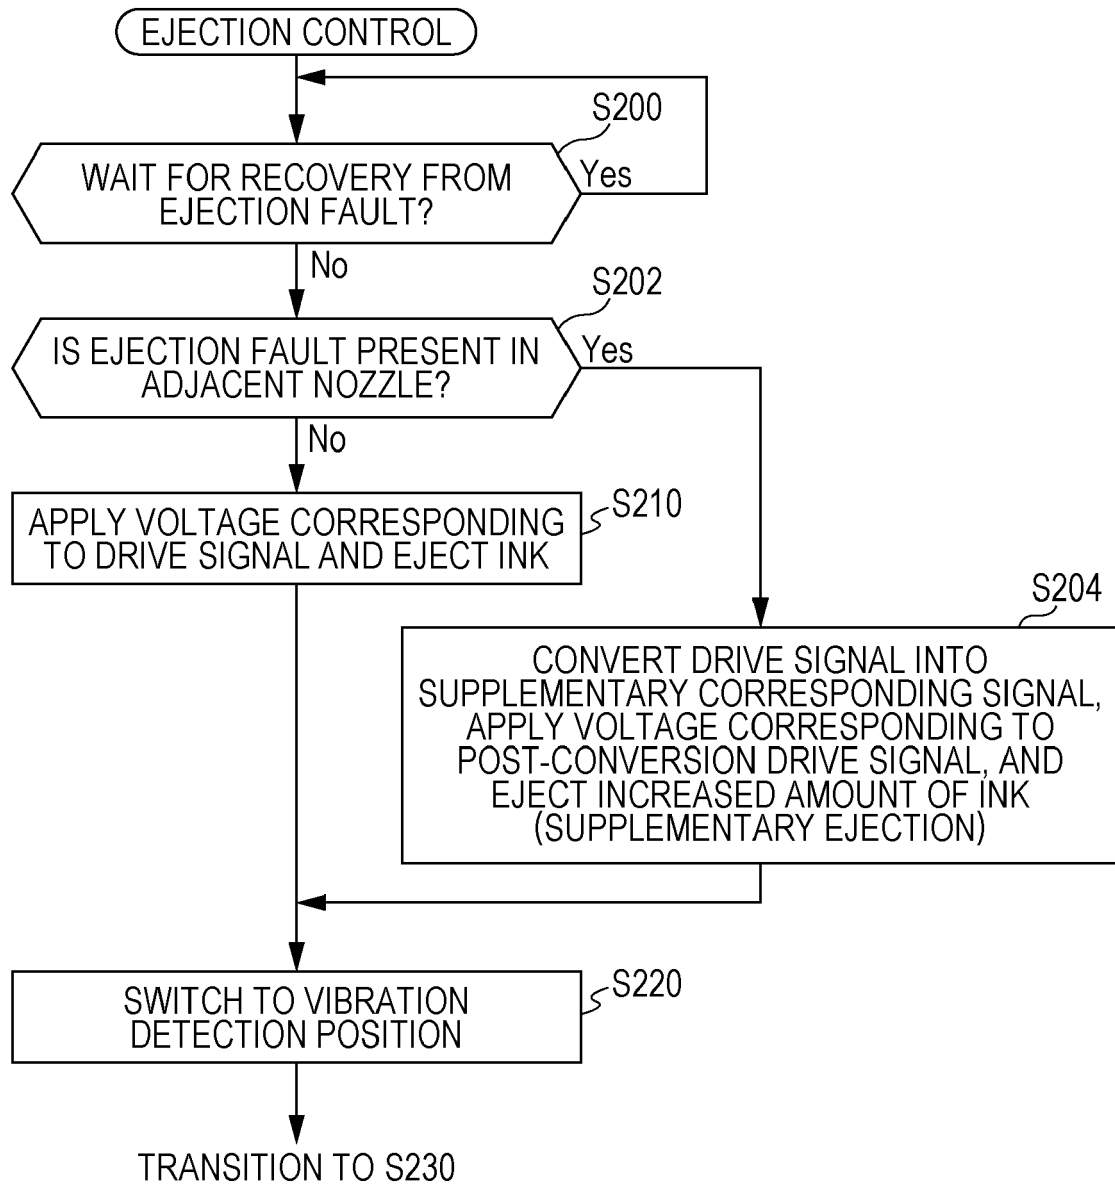 EJECTION CONTROL
S200
WAIT FOR RECOVERY FROM
EJECTION FAULT?
Yes
No
S202
IS EJECTION FAULT PRESENT IN
ADJACENT NOZZLE?
Yes
No
S210
APPLY VOLTAGE CORRESPONDING
TO DRIVE SIGNAL AND EJECT INK
S204
CONVERT DRIVE SIGNAL INTO
SUPPLEMENTARY CORRESPONDING SIGNAL,
APPLY VOLTAGE CORRESPONDING TO
POST-CONVERSION DRIVE SIGNAL, AND
EJECT INCREASED AMOUNT OF INK
(SUPPLEMENTARY EJECTION)
S220
SWITCH TO VIBRATION
DETECTION POSITION
TRANSITION TO S230